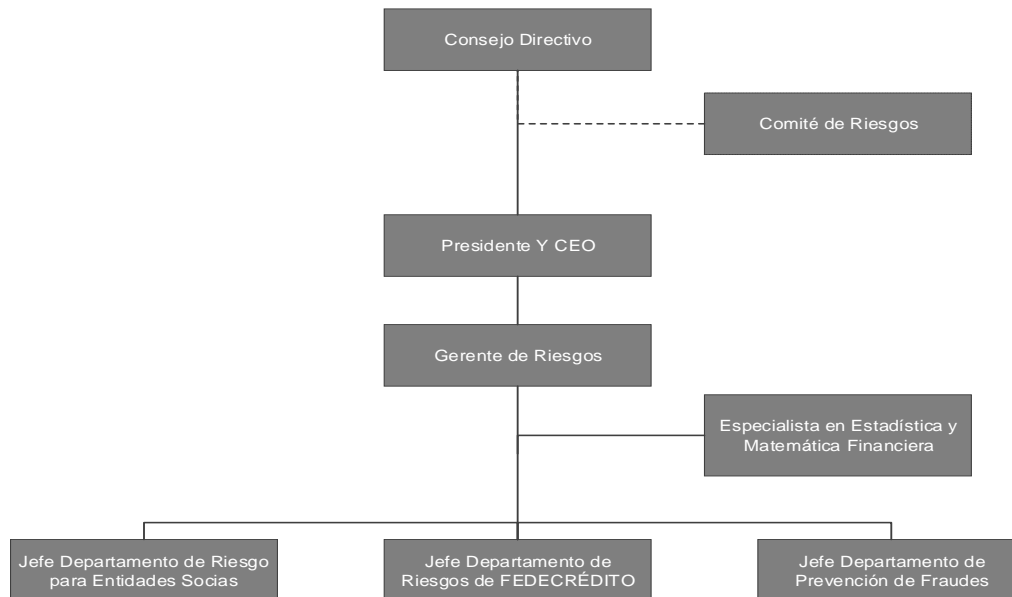 Consejo Directivo
Comité de Riesgos
Presidente Y CEO
Gerente de Riesgos
Especialista en Estadística y
Matemática Financiera
Jefe Departamento de Riesgo
para Entidades Socias
Jefe Departamento de
Riesgos de FEDECRÉDITO
Jefe Departamento de
Prevención de Fraudes